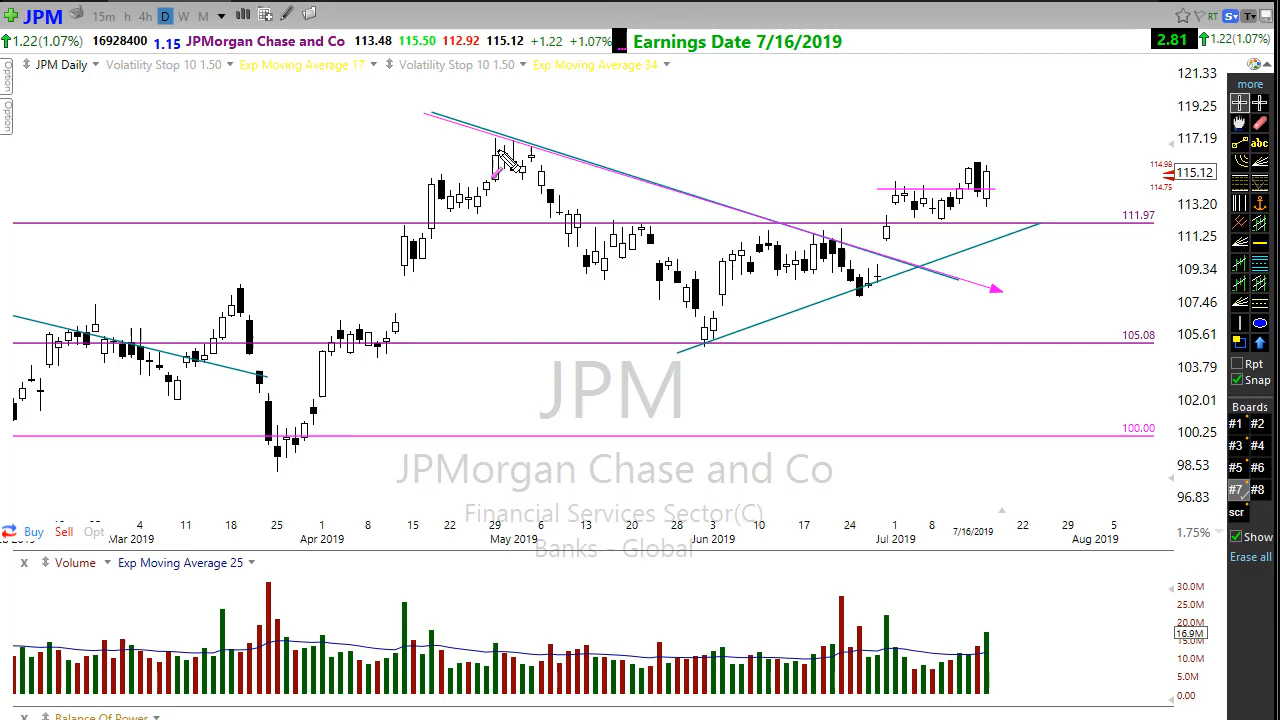 JPM 15m h 4h D W M RT S T
1.22(1.07%) 16928400 1.15 JPMorgan Chase and Co 113.48 115.50 112.92 115.12 +1.22 +1.07% Earnings Date 7/16/2019 2.81 1.22(1.07%)
JPM Daily Volatility Stop 10 1.50 Exp Moving Average 17 Volatility Stop 10 1.50 Exp Moving Average 34
Option
Option
121.33
119.25
117.19
114.98
115.12
114.75
113.20
111.97
111.25
109.34
107.46
105.61
105.08
103.79
102.01
100.00
100.25
98.53
96.83
JPM
JPMorgan Chase and Co
Financial Services Sector(C)
Banks - Global
more
abc
Rpt
Snap
Boards
#1 #2
#3 #4
#5 #6
#7 #8
scr
Show
Erase all
Buy Sell Opt
4 11 18 25 1 8 15 22 29 6 13 20 28 3 10 17 24 1 8 7/16/2019 22 29 5
Mar 2019 Apr 2019 May 2019 Jun 2019 Jul 2019 Aug 2019
1.75%
x Volume Exp Moving Average 25
30.0M
25.0M
20.0M
16.9M
15.0M
10.0M
5.00M
0.00
x Balance Of Power